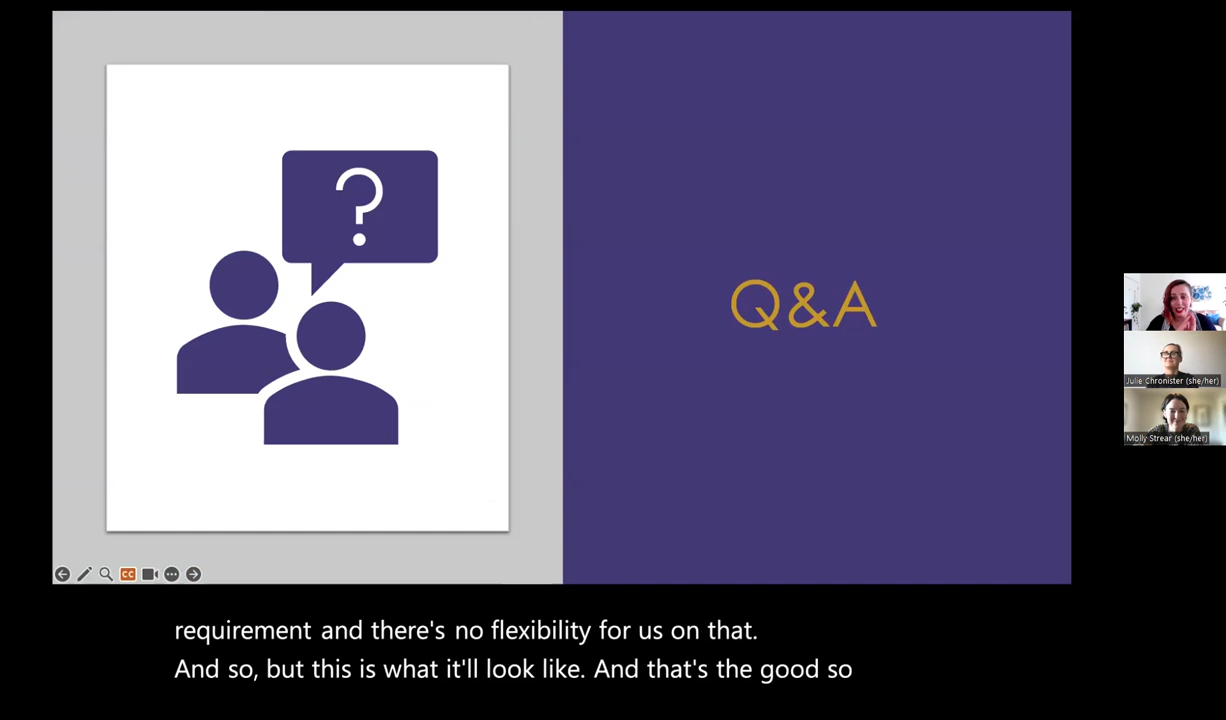 ?
Q&A
Julie Chronister (she/her)
Molly Strear (she/her)
CC
requirement and there's no flexibility for us on that.
And so, but this is what it'll look like. And that's the good so